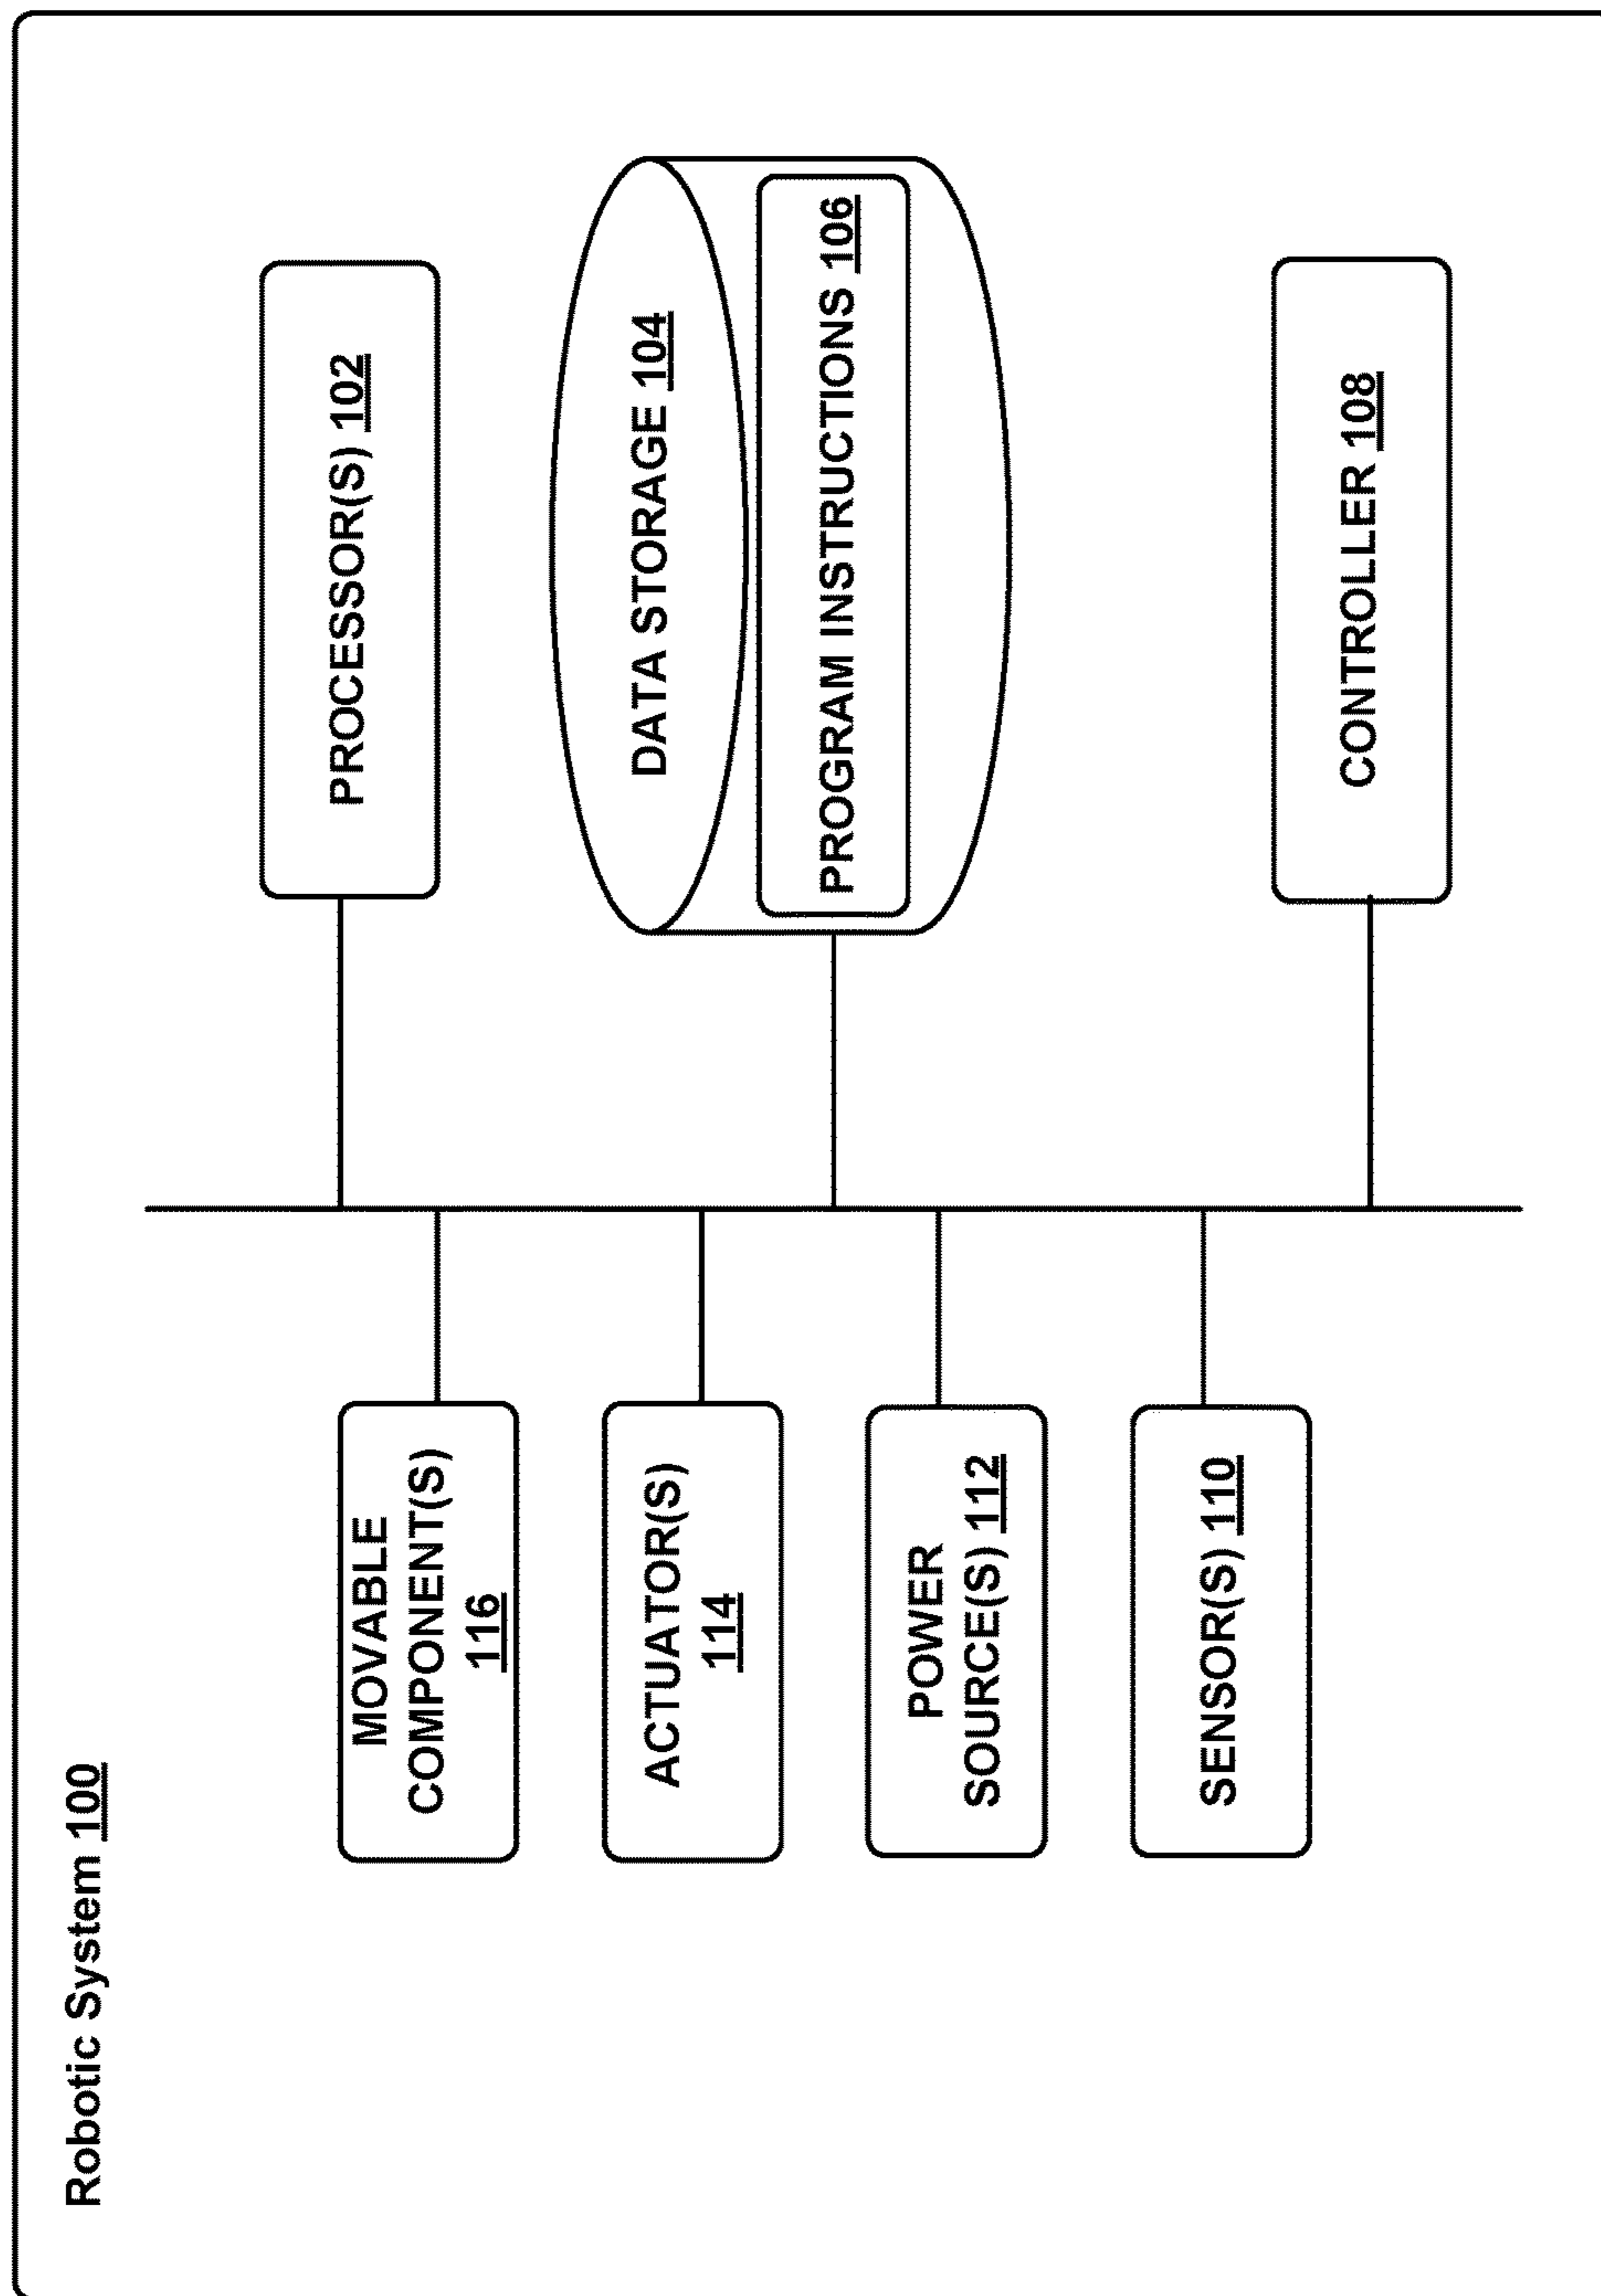 Robotic System 100
MOVABLE
COMPONENT(S)
116
ACTUATOR(S)
114
POWER
SOURCE(S) 112
SENSOR(S) 110
PROCESSOR(S) 102
DATA STORAGE 104
PROGRAM INSTRUCTIONS 106
CONTROLLER 108